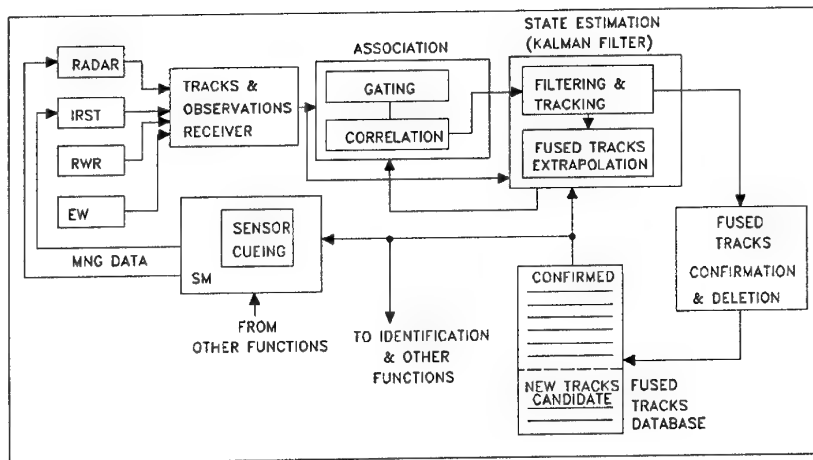 STATE ESTIMATION
(KALMAN FILTER)
ASSOCIATION
RADAR
IRST
RWR
EW
TRACKS &
OBSERVATIONS
RECEIVER
GATING
CORRELATION
FILTERING &
TRACKING
FUSED TRACKS
EXTRAPOLATION
SENSOR
CUEING
SM
MNG DATA
FROM
OTHER FUNCTIONS
TO IDENTIFICATION
& OTHER
FUNCTIONS
FUSED
TRACKS
CONFIRMATION
& DELETION
CONFIRMED
NEW TRACKS
CANDIDATE
FUSED
TRACKS
DATABASE